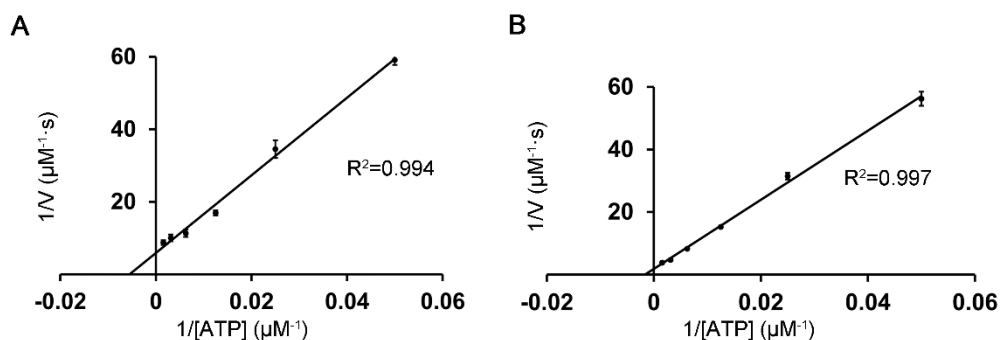 A
60
40
20
1/V (μM⁻¹·s)
R²=0.994
-0.02
0
0.02
0.04
0.06
1/[ATP] (μM⁻¹)
B
60
40
20
1/V (μM⁻¹·s)
R²=0.997
-0.02
0
0.02
0.04
0.06
1/[ATP] (μM⁻¹)